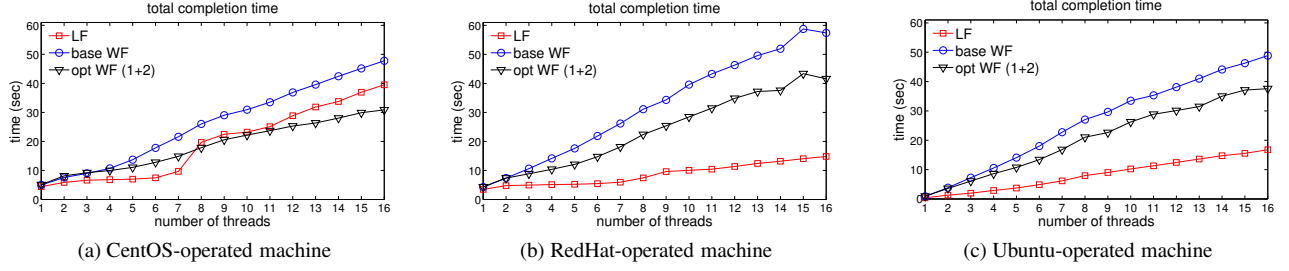 total completion time
60
50
40
30
20
10
0
time (sec)
LF
base WF
opt WF (1+2)
1 2 3 4 5 6 7 8 9 10 11 12 13 14 15 16
number of threads
(a) CentOS-operated machine
total completion time
60
50
40
30
20
10
0
time (sec)
LF
base WF
opt WF (1+2)
1 2 3 4 5 6 7 8 9 10 11 12 13 14 15 16
number of threads
(b) RedHat-operated machine
total completion time
60
50
40
30
20
10
0
time (sec)
LF
base WF
opt WF (1+2)
1 2 3 4 5 6 7 8 9 10 11 12 13 14 15 16
number of threads
(c) Ubuntu-operated machine